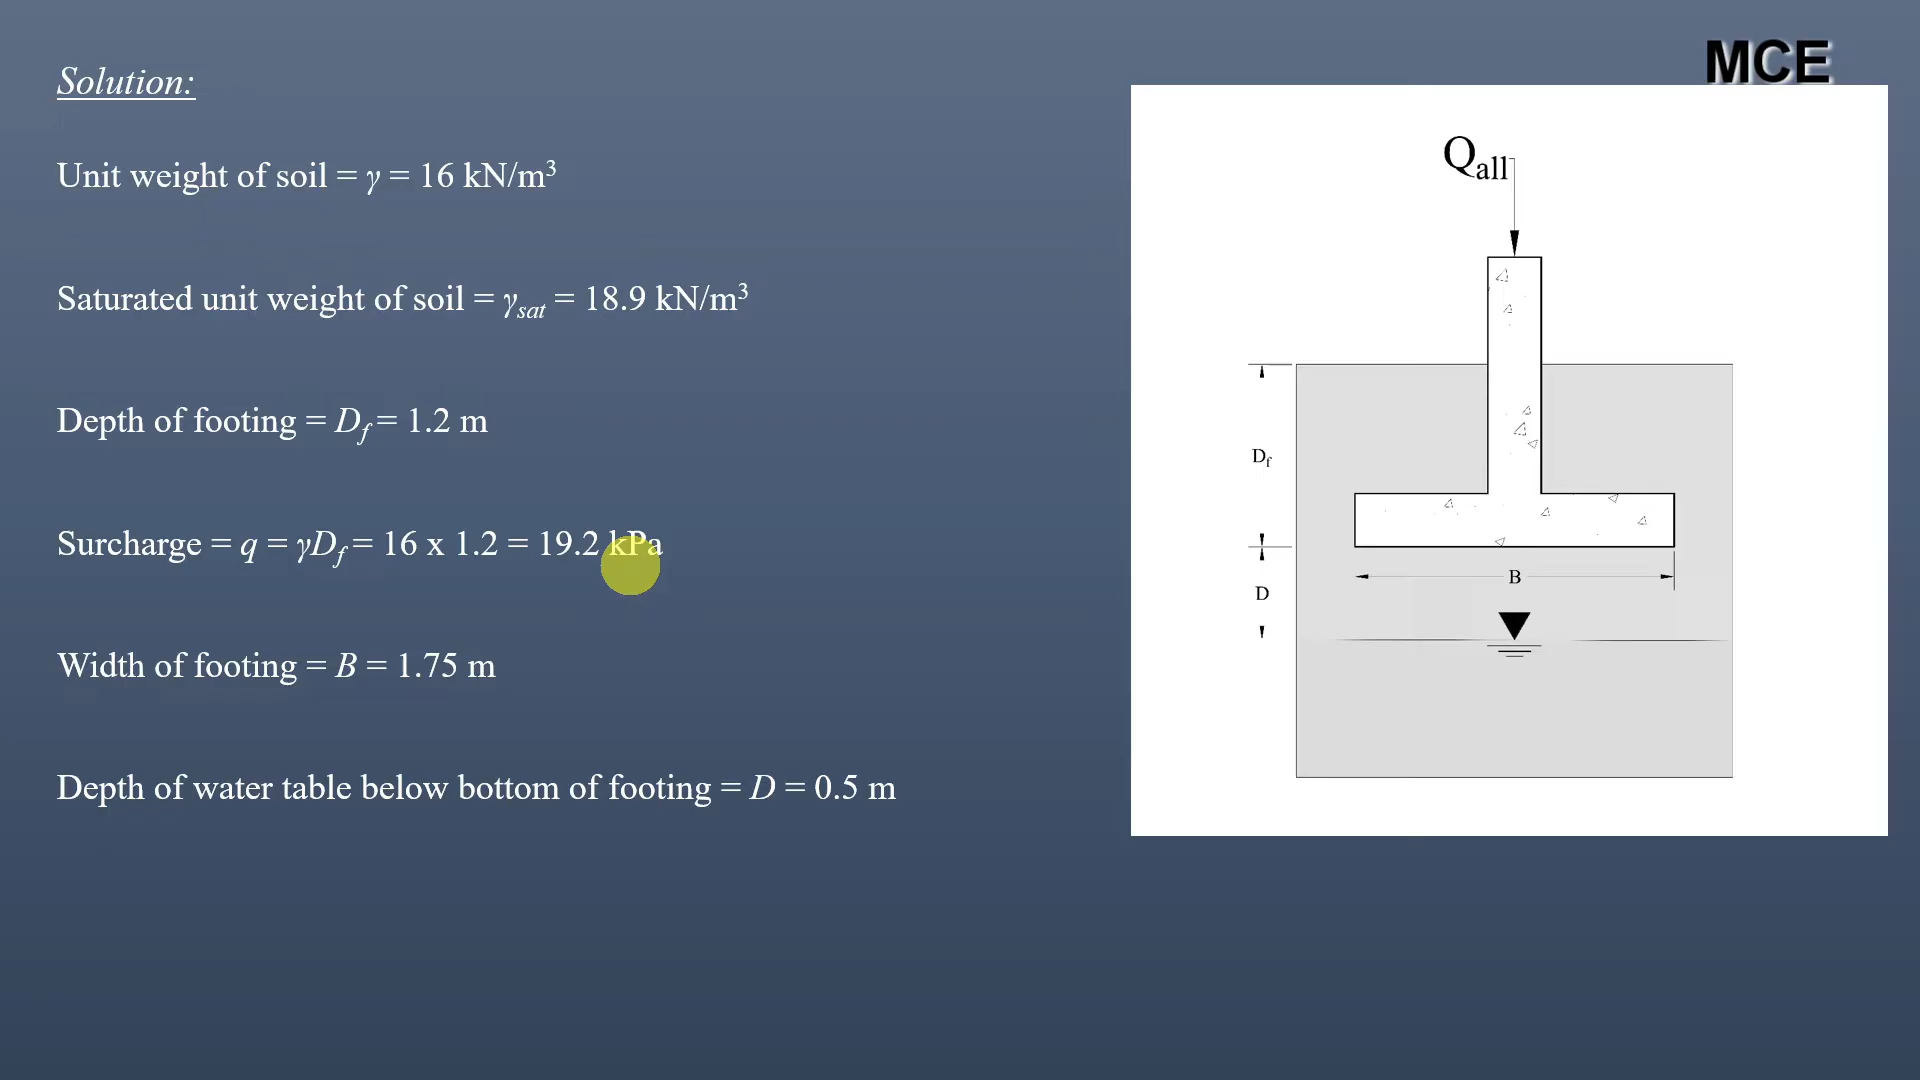 MCE
Solution:
Unit weight of soil = γ = 16 kN/m³
Saturated unit weight of soil = γsat = 18.9 kN/m³
Depth of footing = Df = 1.2 m
Surcharge = q = γDf = 16 x 1.2 = 19.2 kPa
Width of footing = B = 1.75 m
Depth of water table below bottom of footing = D = 0.5 m
Qall
Df
B
D